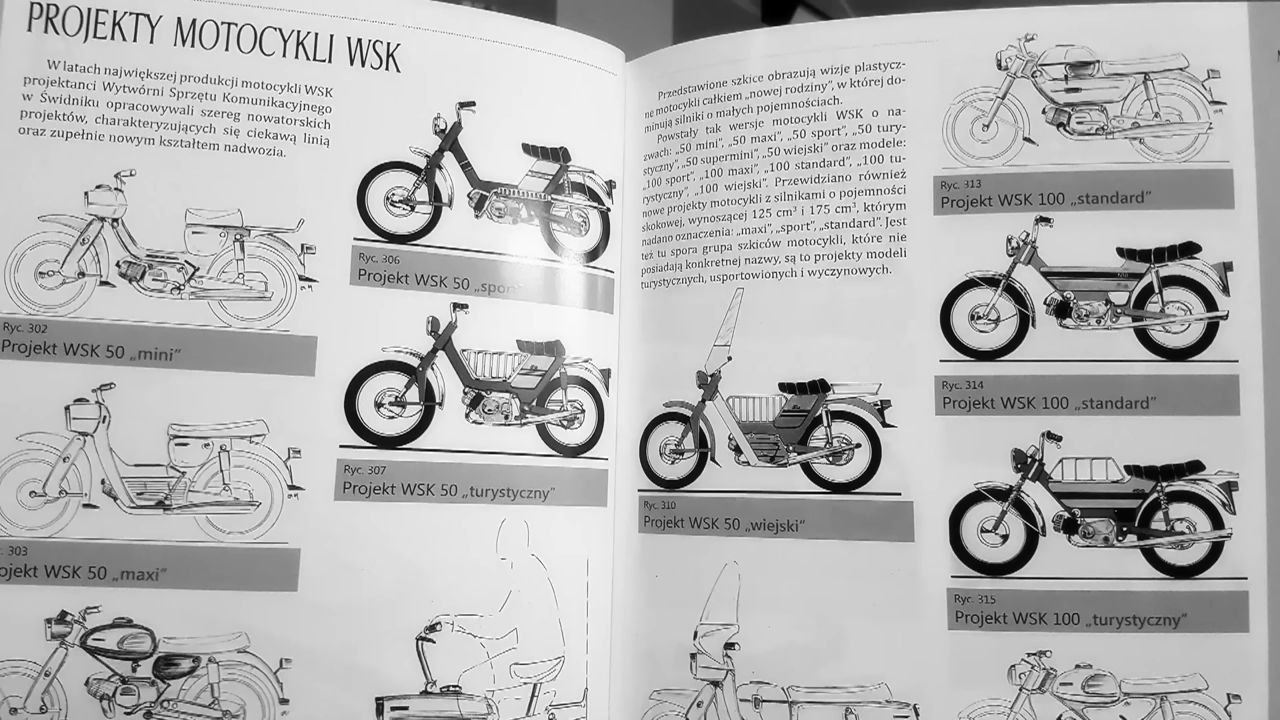 PROJEKTY MOTOCYKLI WSK
W latach największej produkcji motocykli WSK
projektanci Wytwórni Sprzętu Komunikacyjnego
w Świdniku opracowywali szereg nowatorskich
projektów, charakteryzujących się ciekawą linią
oraz zupełnie nowym kształtem nadwozia.
Ryc. 302
Projekt WSK 50 „mini”
303
ojekt WSK 50 „maxi”
Ryc. 306
Projekt WSK 50 „spor
Ryc. 307
Projekt WSK 50 „turystyczny”
Przedstawione szkice obrazują wizje plastycz-
ne motocykli całkiem „nowej rodziny”, w której do-
minują silniki o małych pojemnościach.
Powstały tak wersje motocykli WSK o na-
zwach: „50 mini”, „50 maxi”, „50 sport”, „50 tury-
styczny”, „50 supermini”, „50 wiejski” oraz modele:
„100 sport”, „100 maxi”, „100 standard”, „100 tu-
rystyczny”, „100 wiejski”. Przewidziano również
nowe projekty motocykli z silnikami o pojemności
skokowej, wynoszącej 125 cm³ i 175 cm³, którym
nadano oznaczenia: „maxi”, „sport”, „standard”. Jest
też tu spora grupa szkiców motocykli, które nie
posiadają konkretnej nazwy, są to projekty modeli
turystycznych, usportowionych i wyczynowych.
Ryc. 310
Projekt WSK 50 „wiejski”
Ryc. 313
Projekt WSK 100 „standard”
Ryc. 314
Projekt WSK 100 „standard”
Ryc. 315
Projekt WSK 100 „turystyczny”